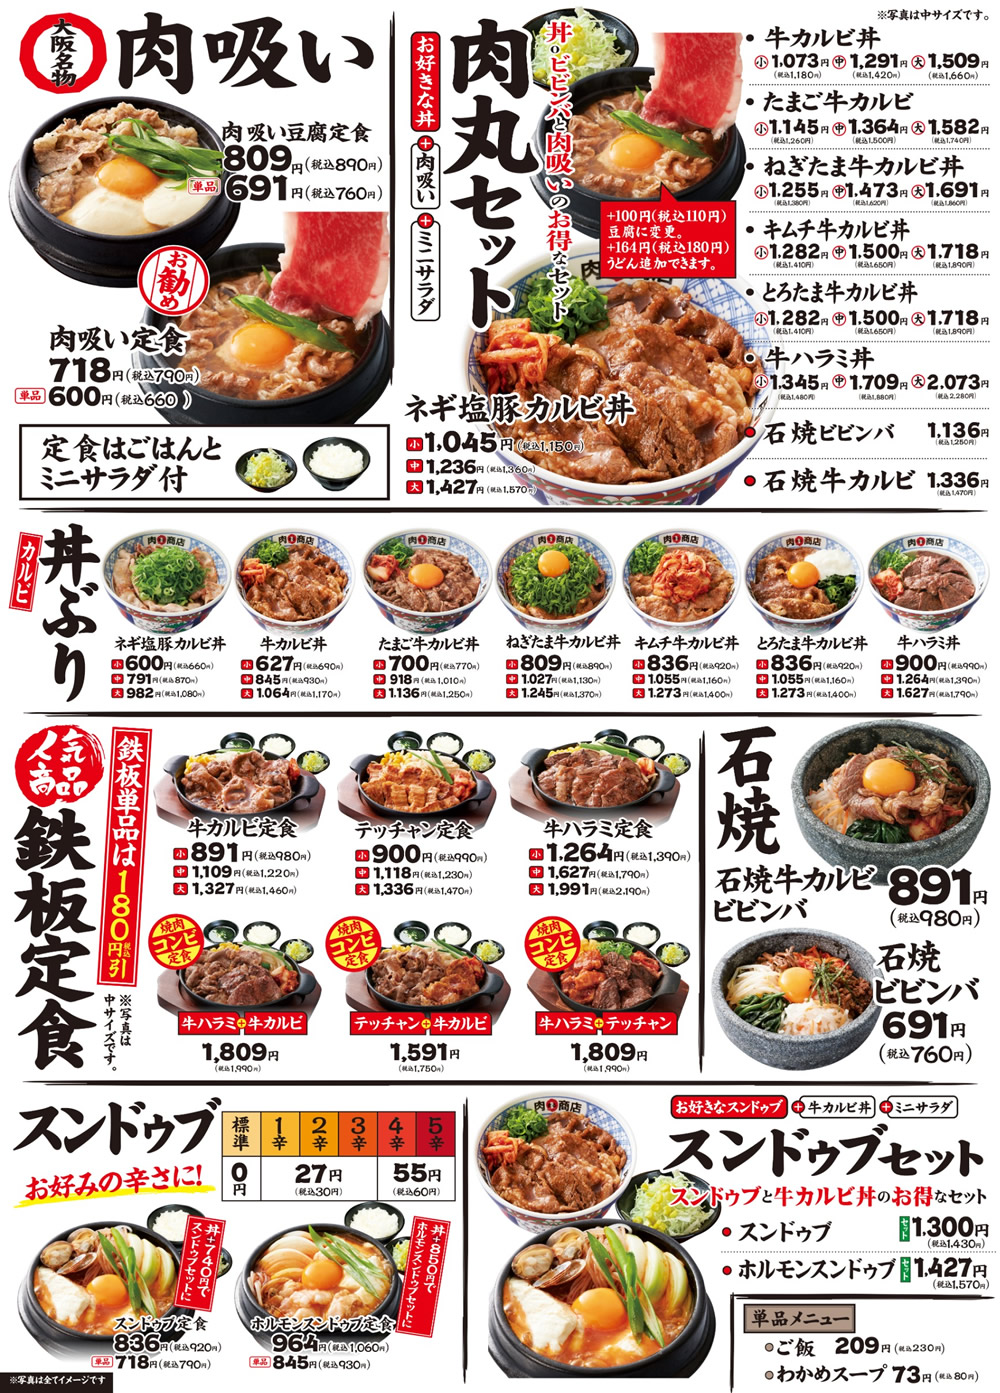 大阪名物
肉吸い
肉吸い豆腐定食
809円(税込890円)
単品 691円(税込760円)
お勧め
肉吸い定食
718円(税込790円)
単品 600円(税込660 )
定食はごはんと
ミニサラダ付
お好きな丼+肉吸い+ミニサラダ
肉丸セット
丼。ビビンバと肉吸いのお得なセット
+100円(税込110円)
豆腐に変更。
+164円(税込180円)
うどん追加できます。
ネギ塩豚カルビ丼
小 1,045円(税込1,150円)
中 1,236円(税込1,360円)
大 1,427円(税込1,570円)
※写真は中サイズです。
• 牛カルビ丼
小1.073円 中1,291円 大1,509円
(税込1,180円) (税込1,420円) (税込1,660円)
• たまご牛カルビ
小1.145円 中1.364円 大1.582円
(税込1,260円) (税込1,500円) (税込1,740円)
• ねぎたま牛カルビ丼
小1.255円 中1.473円 大1.691円
(税込1,380円) (税込1,620円) (税込1,860円)
• キムチ牛カルビ丼
小1.282円 中1.500円 大1.718円
(税込1.410円) (税込1.650円) (税込1,890円)
• とろたま牛カルビ丼
小1.282円 中1.500円 大1.718円
(税込1.410円) (税込1.650円) (税込1,890円)
• 牛ハラミ丼
小1.345円 中1.709円 大2.073円
(税込1,480円) (税込1,880円) (税込2,280円)
• 石焼ビビンバ 1,136円
(税込1,250円)
• 石焼牛カルビ 1,336円
(税込1,470円)
カルビ
丼ぶり
肉商店
肉商店
肉商店
肉商店
肉商店
肉商店
肉商店
ネギ塩豚カルビ丼
小 600円(税込660円)
中 791円(税込870円)
大 982円(税込1,080円)
牛カルビ丼
小 627円(税込690円)
中 845円(税込930円)
大 1.064円(税込1,170円)
たまご牛カルビ丼
小 700円(税込770円)
中 918円(税込1,010円)
大 1.136円(税込1,250円)
ねぎたま牛カルビ丼
小 809円(税込890円)
中 1.027円(税込1,130円)
大 1.245円(税込1,370円)
キムチ牛カルビ丼
小 836円(税込920円)
中 1.055円(税込1,160円)
大 1.273円(税込1,400円)
とろたま牛カルビ丼
小 836円(税込920円)
中 1.055円(税込1,160円)
大 1.273円(税込1,400円)
牛ハラミ丼
小 900円(税込990円)
中 1.264円(税込1,390円)
大 1.627円(税込1,790円)
人気商品
鉄板定食
鉄板単品は180円税込引
※写真は
中サイズです。
牛カルビ定食
小 891円(税込980円)
中 1,109円(税込1,220円)
大 1,327円(税込1,460円)
テッチャン定食
小 900円(税込990円)
中 1,118円(税込1,230円)
大 1,336円(税込1,470円)
牛ハラミ定食
小 1.264円(税込1,390円)
中 1,627円(税込1,790円)
大 1,991円(税込2.190円)
焼肉コンビ定食
牛ハラミ+牛カルビ
1,809円
(税込1,990円)
焼肉コンビ定食
テッチャン+牛カルビ
1,591円
(税込1,750円)
焼肉コンビ定食
牛ハラミ+テッチャン
1,809円
(税込1,990円)
石焼
石焼牛カルビ
ビビンバ
891円
(税込980円)
石焼
ビビンバ
691円
(税込760円)
スンドゥブ
お好みの辛さに!
標準 1辛 2辛 3辛 4辛 5辛
0円 27円 55円
(税込30円) (税込60円)
丼+740円で
スンドゥブセットに
スンドゥブ定食
836円(税込920円)
単品 718円(税込790円)
丼+850円で
ホルモンスンドゥブセットに
ホルモンスンドゥブ定食
964円(税込1,060円)
単品 845円(税込930円)
※写真は全てイメージです
肉商店
お好きなスンドゥブ+牛カルビ丼+ミニサラダ
スンドゥブセット
スンドゥブと牛カルビ丼のお得なセット
• スンドゥブ セット 1.300円
(税込1,430円)
• ホルモンスンドゥブ セット 1,427円
(税込1,570円)
単品メニュー
●ご飯 209円(税込230円)
●わかめスープ 73円(税込80円)